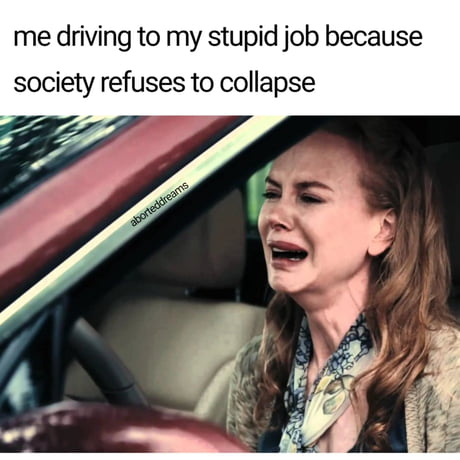 me driving to my stupid job because
society refuses to collapse
aborteddreams